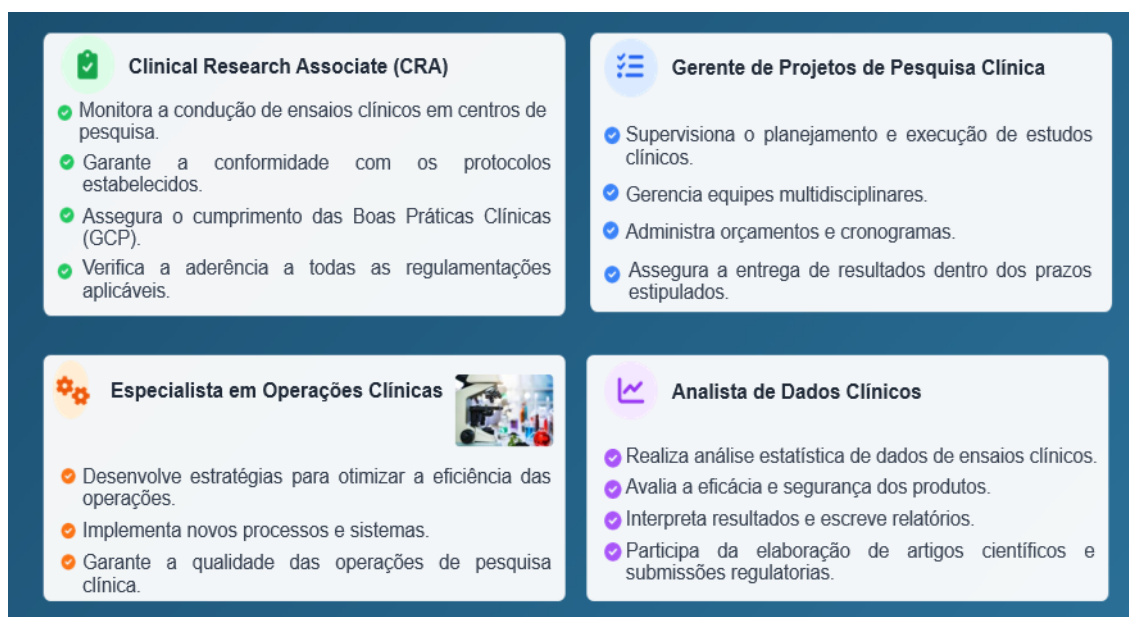 Clinical Research Associate (CRA)
Monitora a condução de ensaios clínicos em centros de
pesquisa.
Garante a conformidade com os protocolos
estabelecidos.
Assegura o cumprimento das Boas Práticas Clínicas
(GCP).
Verifica a aderência a todas as regulamentações
aplicáveis.
Gerente de Projetos de Pesquisa Clínica
Supervisiona o planejamento e execução de estudos
clínicos.
Gerencia equipes multidisciplinares.
Administra orçamentos e cronogramas.
Assegura a entrega de resultados dentro dos prazos
estipulados.
Especialista em Operações Clínicas
Desenvolve estratégias para otimizar a eficiência das
operações.
Implementa novos processos e sistemas.
Garante a qualidade das operações de pesquisa
clínica.
Analista de Dados Clínicos
Realiza análise estatística de dados de ensaios clínicos.
Avalia a eficácia e segurança dos produtos.
Interpreta resultados e escreve relatórios.
Participa da elaboração de artigos científicos e
submissões regulatorias.